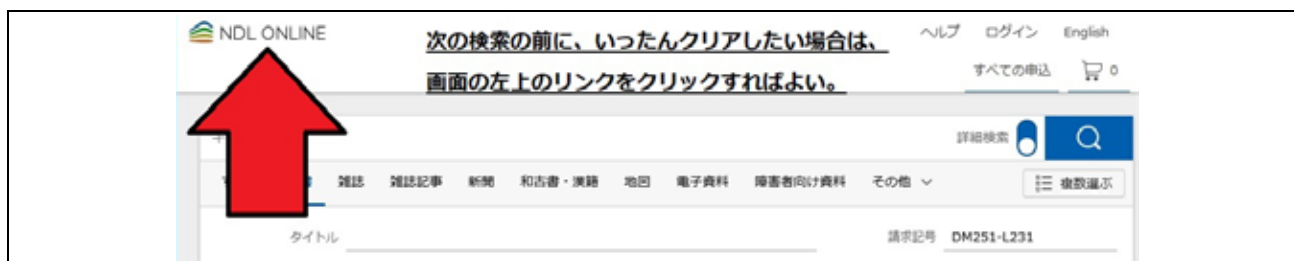 NDL ONLINE
次の検索の前に、いったんクリアしたい場合は、
画面の左上のリンクをクリックすればよい。
ヘルプ ログイン English
すべての申込 0
詳細検索
雑誌 雑誌記事 新聞 和古書・漢籍 地図 電子資料 障害者向け資料 その他
複数選ぶ
タイトル
請求記号 DM251-L231